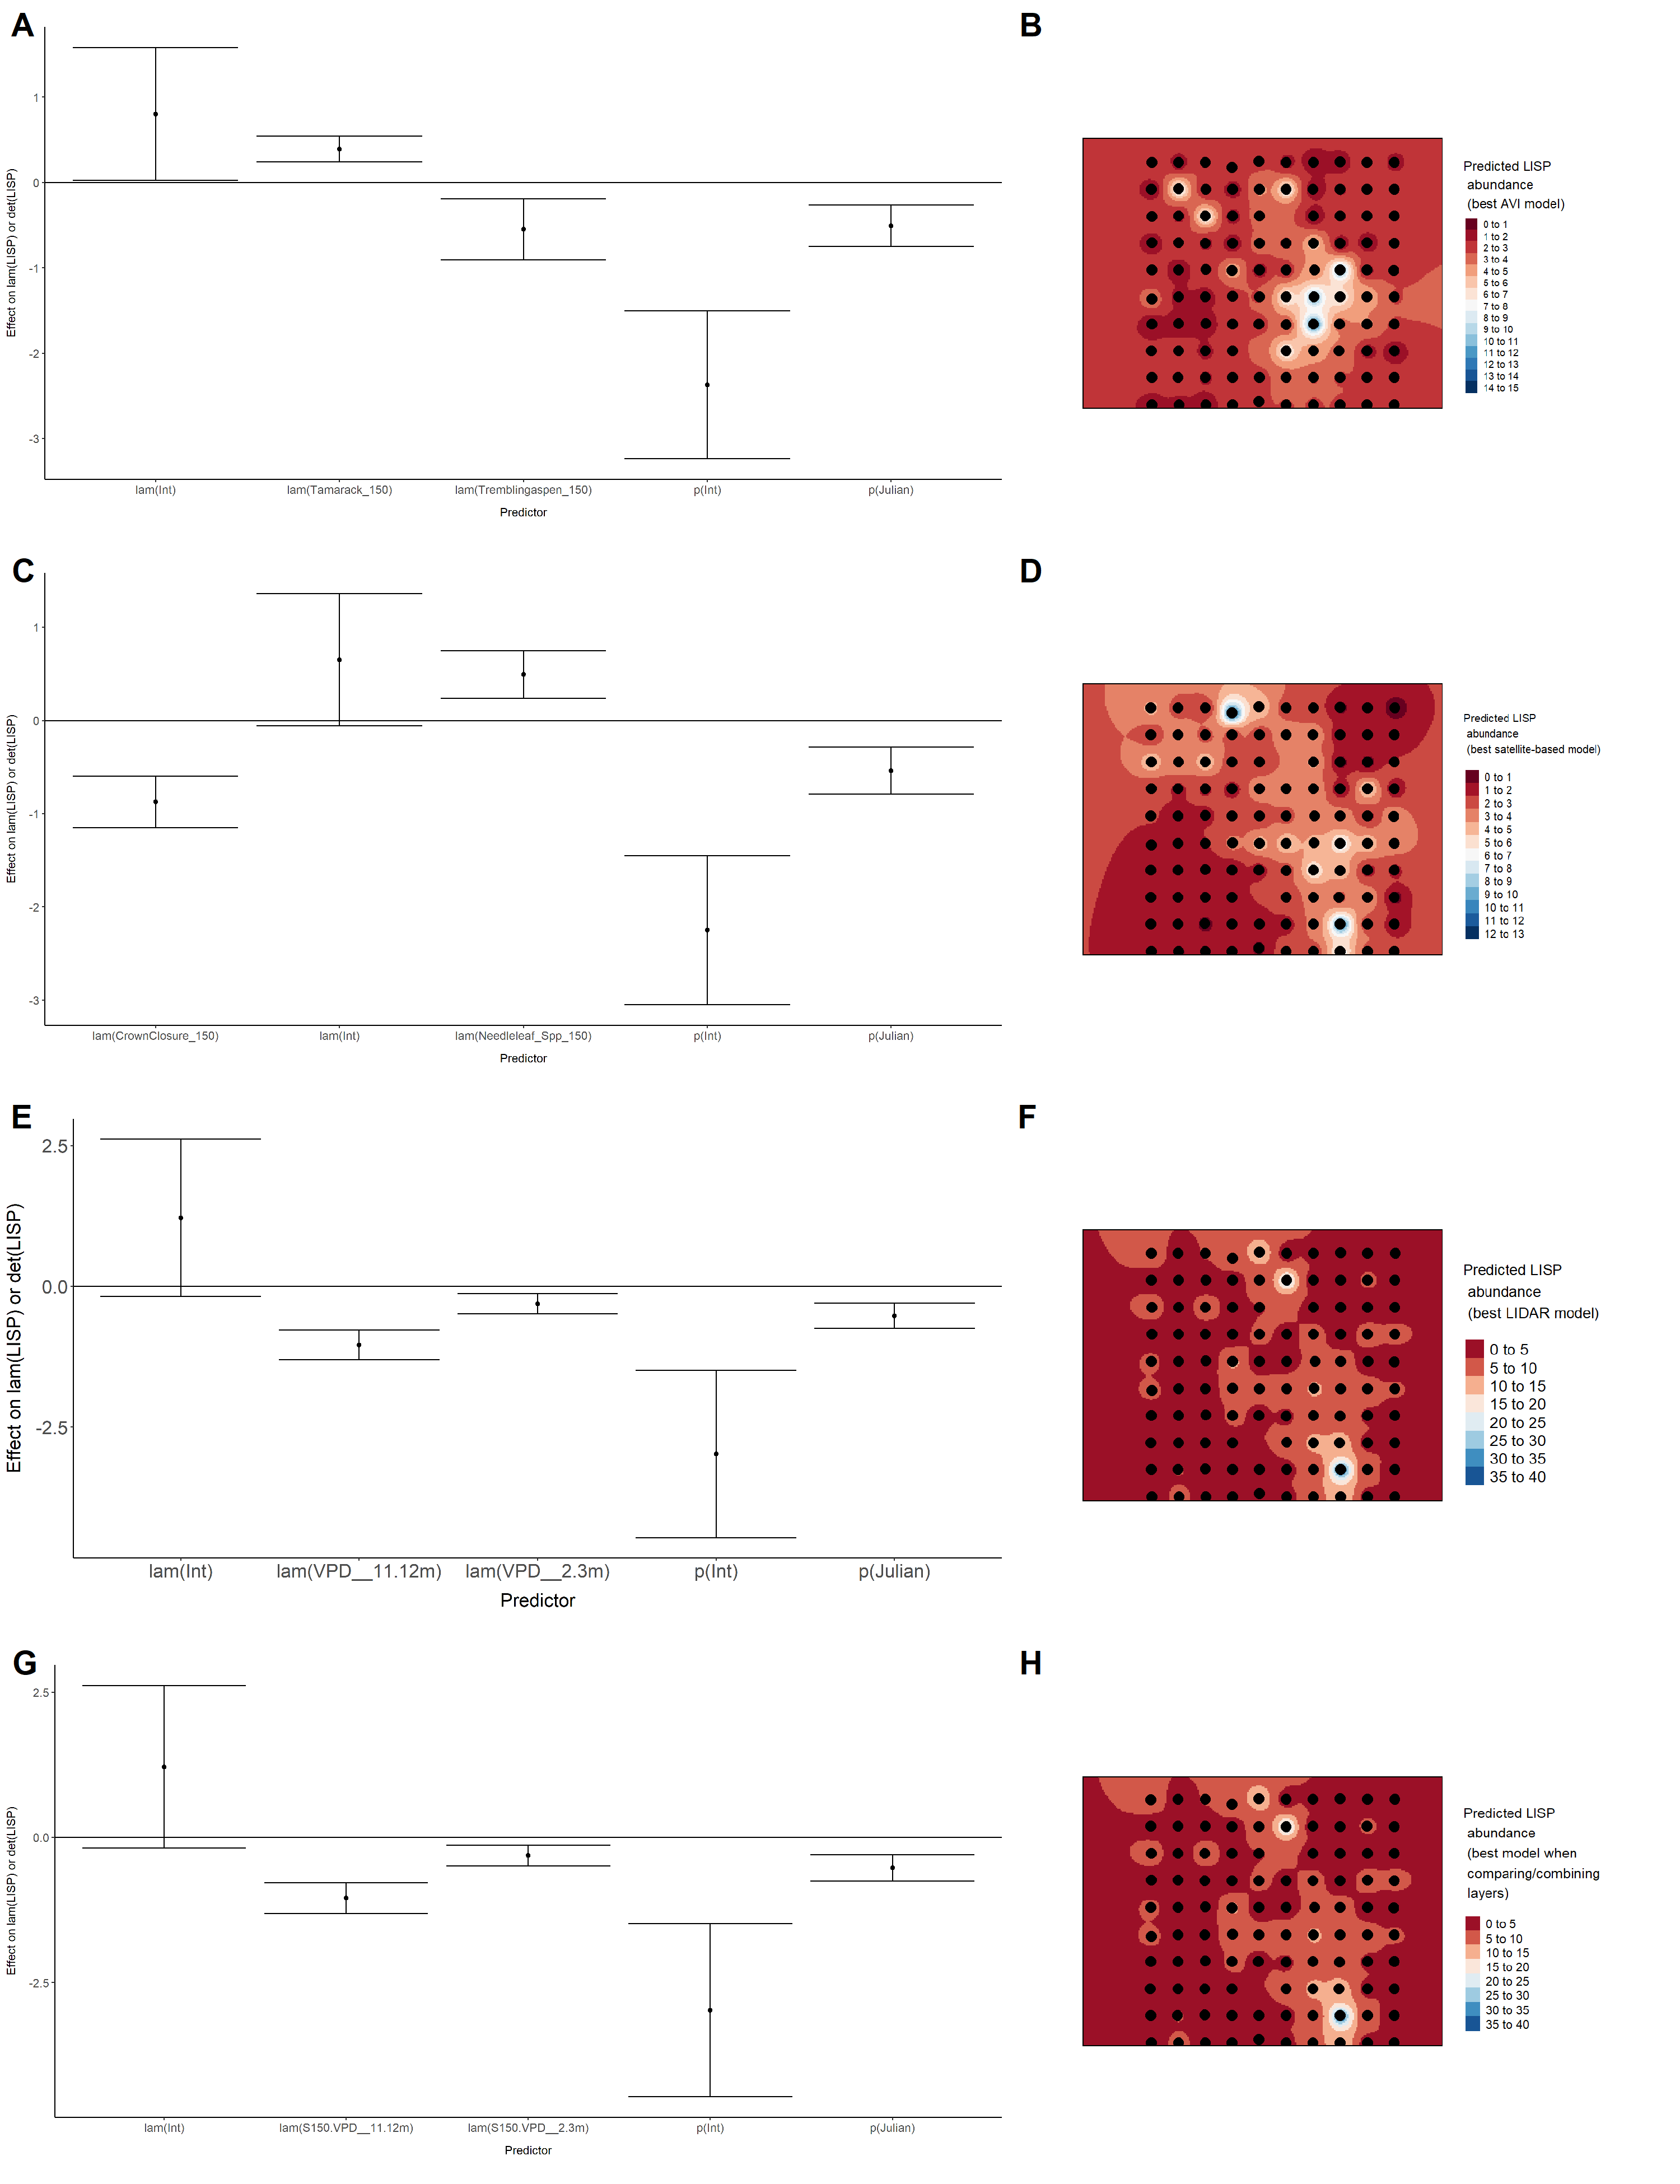 A
Effect on lam(LISP) or det(LISP)
1
0
-1
-2
-3
lam(Int)
lam(Tamarack_150)
lam(Tremblingaspen_150)
p(Int)
p(Julian)
Predictor
B
Predicted LISP
abundance
(best AVI model)
0 to 1
1 to 2
2 to 3
3 to 4
4 to 5
5 to 6
6 to 7
7 to 8
8 to 9
9 to 10
10 to 11
11 to 12
12 to 13
13 to 14
14 to 15
C
Effect on lam(LISP) or det(LISP)
1
0
-1
-2
-3
lam(CrownClosure_150)
lam(Int)
lam(Needleleaf_Spp_150)
p(Int)
p(Julian)
Predictor
D
Predicted LISP
abundance
(best satellite-based model)
0 to 1
1 to 2
2 to 3
3 to 4
4 to 5
5 to 6
6 to 7
7 to 8
8 to 9
9 to 10
10 to 11
11 to 12
12 to 13
E
Effect on lam(LISP) or det(LISP)
2.5
0.0
-2.5
lam(Int)
lam(VPD__11.12m)
lam(VPD__2.3m)
p(Int)
p(Julian)
Predictor
F
Predicted LISP
abundance
(best LIDAR model)
0 to 5
5 to 10
10 to 15
15 to 20
20 to 25
25 to 30
30 to 35
35 to 40
G
Effect on lam(LISP) or det(LISP)
2.5
0.0
-2.5
lam(Int)
lam(S150.VPD__11.12m)
lam(S150.VPD__2.3m)
p(Int)
p(Julian)
Predictor
H
Predicted LISP
abundance
(best model when
comparing/combining
layers)
0 to 5
5 to 10
10 to 15
15 to 20
20 to 25
25 to 30
30 to 35
35 to 40